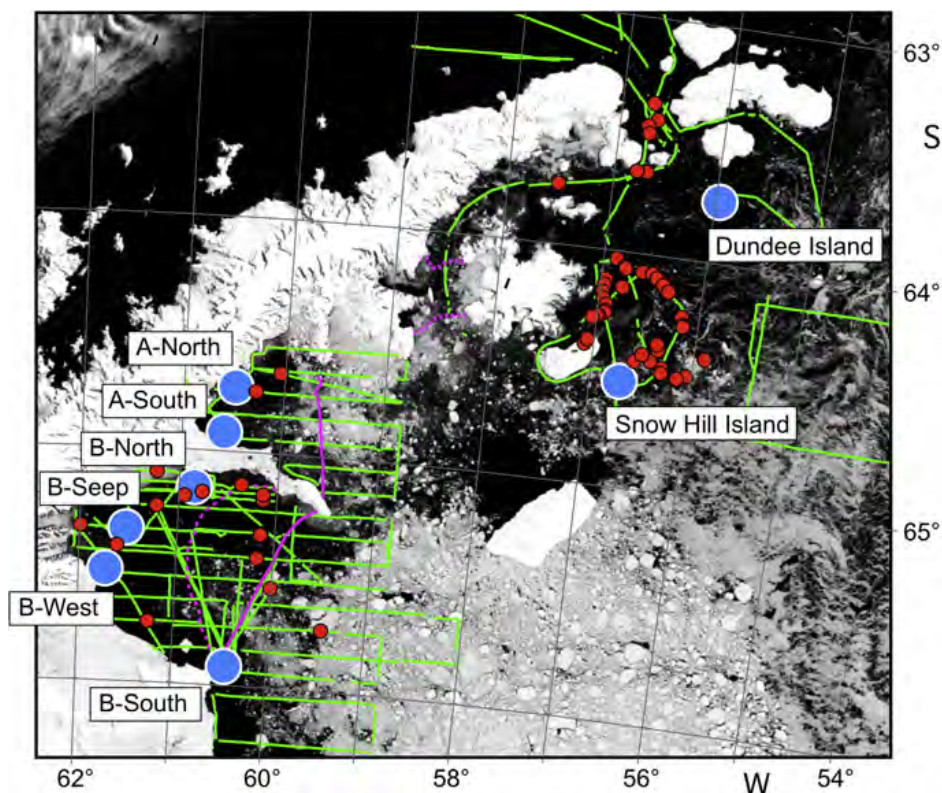 63°
S
Dundee Island
64°
A-North
A-South
Snow Hill Island
B-North
B-Seep
65°
B-West
B-South
62° 60° 58° 56° W 54°